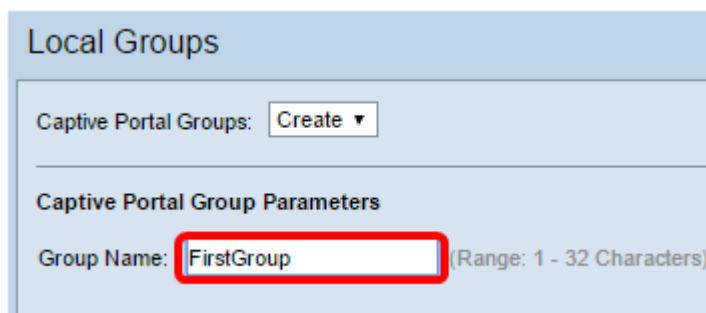 Local Groups
Captive Portal Groups: Create
Captive Portal Group Parameters
Group Name: FirstGroup (Range: 1 - 32 Characters)